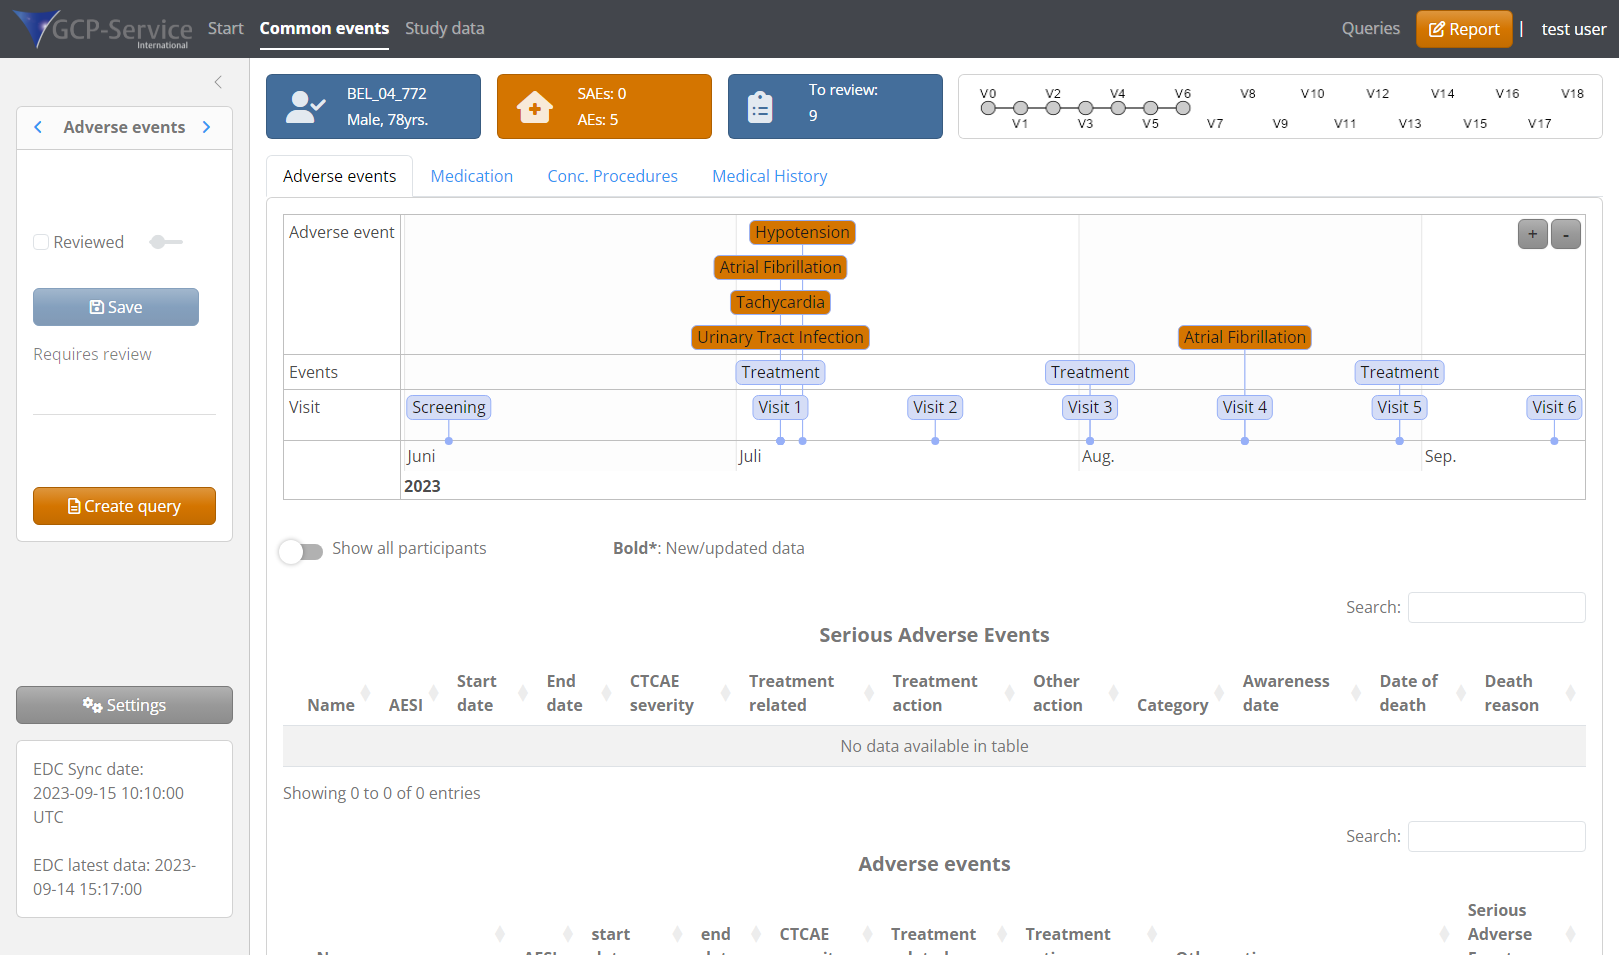 GCP-Service
International
Start
Common events
Study data
Queries
Report
|
test user
Adverse events
Reviewed
Save
Requires review
Create query
Settings
EDC Sync date:
2023-09-15 10:10:00
UTC
EDC latest data: 2023-
09-14 15:17:00
BEL_04_772
Male, 78yrs.
SAEs: 0
AEs: 5
To review:
9
V0 V2 V4 V6 V8 V10 V12 V14 V16 V18
V1 V3 V5 V7 V9 V11 V13 V15 V17
Adverse events
Medication
Conc. Procedures
Medical History
Adverse event
+
-
Hypotension
Atrial Fibrillation
Tachycardia
Urinary Tract Infection
Atrial Fibrillation
Events
Treatment
Treatment
Treatment
Visit
Screening
Visit 1
Visit 2
Visit 3
Visit 4
Visit 5
Visit 6
Juni
Juli
Aug.
Sep.
2023
Show all participants
Bold*: New/updated data
Search:
Serious Adverse Events
Name
AESI
Start
date
End
date
CTCAE
severity
Treatment
related
Treatment
action
Other
action
Category
Awareness
date
Date of
death
Death
reason
No data available in table
Showing 0 to 0 of 0 entries
Search:
Adverse events
start
end
CTCAE
Treatment
Treatment
Serious
Adverse